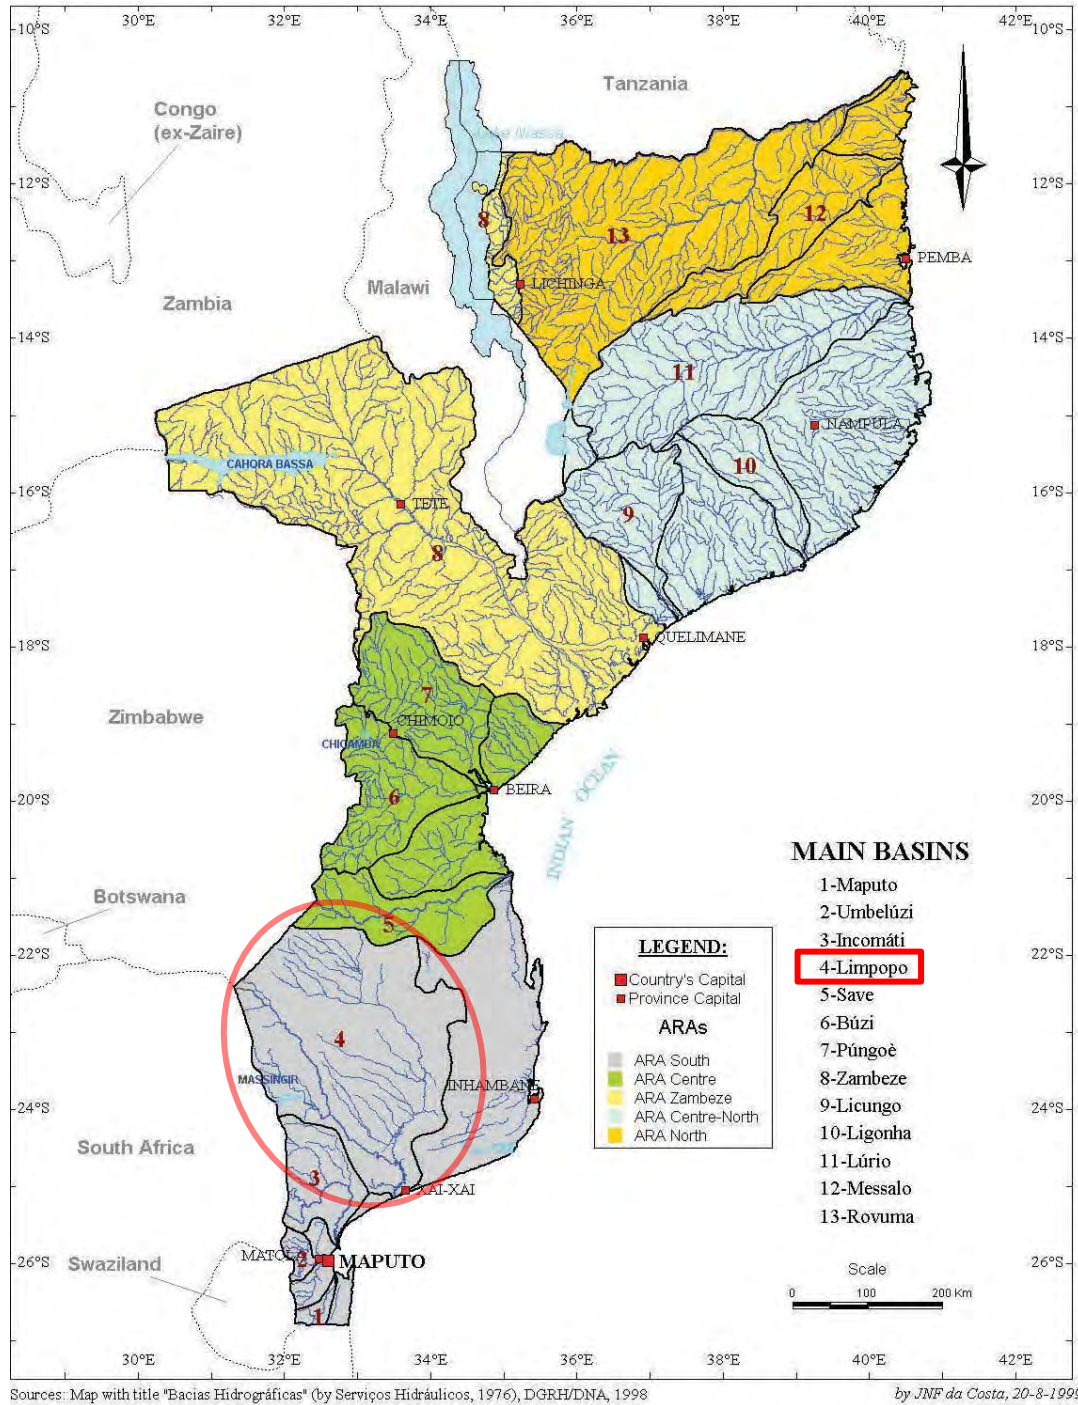 30°E 32°E 34°E 36°E 38°E 40°E 42°E
10°S 10°S
Tanzania
Congo
(ex-Zaire)
Lake Niassa
12°S 12°S
8 13 12
PEMBA
LICHINGA
Malawi
Zambia
14°S 14°S
11
NAMPULA
10
CAHORA BASSA
16°S 16°S
TETE
9
8
QUELIMANE
18°S 18°S
7
Zimbabwe
CHIMOIO
CHICAMBA
6
BEIRA
20°S 20°S
INDIAN OCEAN
MAIN BASINS
1-Maputo
2-Umbelúzi
3-Incomáti
4-Limpopo
5-Save
6-Búzi
7-Púngoè
8-Zambeze
9-Licungo
10-Ligonha
11-Lúrio
12-Messalo
13-Rovuma
Botswana
5
22°S 22°S
LEGEND:
Country's Capital
Province Capital
ARAs
ARA South
ARA Centre
ARA Zambeze
ARA Centre-North
ARA North
4
MASSINGIR
INHAMBANE
24°S 24°S
South Africa
3
XAI-XAI
MATOLA
2
MAPUTO
26°S 26°S
Swaziland
1
Scale
0 100 200 Km
30°E 32°E 34°E 36°E 38°E 40°E 42°E
Sources: Map with title "Bacias Hidrográficas" (by Serviços Hidráulicos, 1976), DGRH/DNA, 1998
by JNF da Costa, 20-8-1999